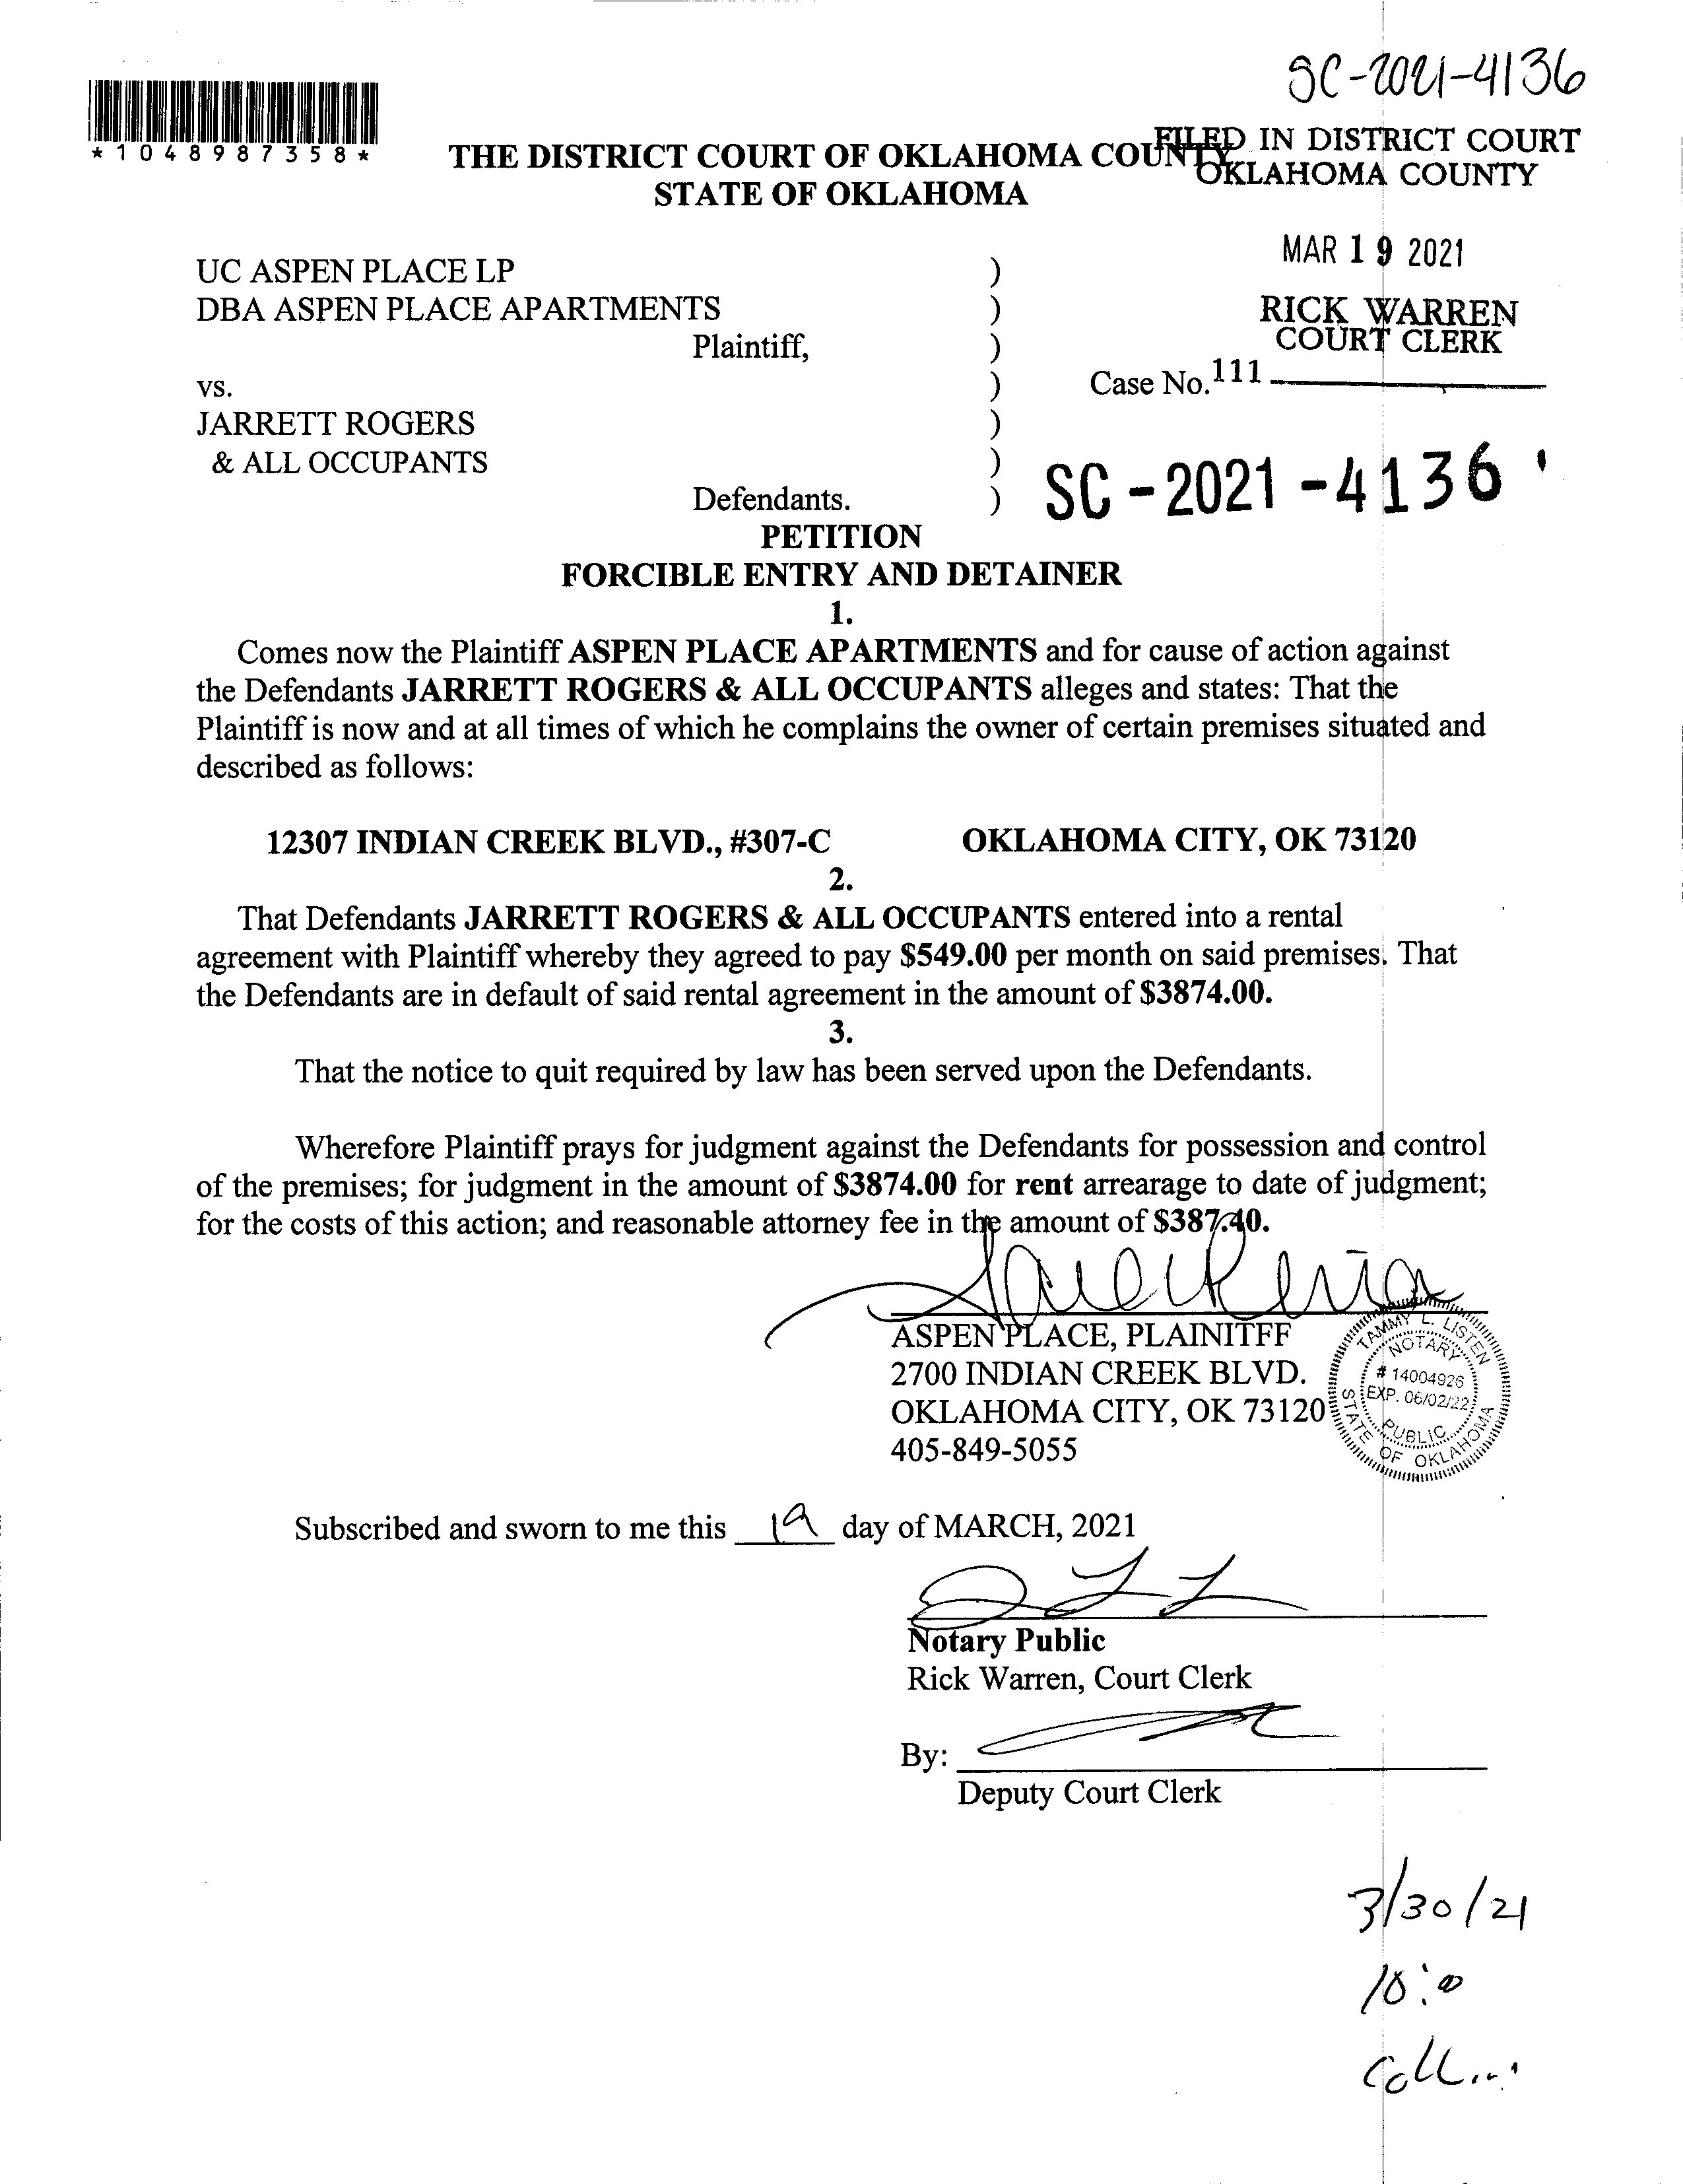 SC-2021-4136
*1048987358*
THE DISTRICT COURT OF OKLAHOMA COUNTY
STATE OF OKLAHOMA
FILED IN DISTRICT COURT
OKLAHOMA COUNTY
MAR 19 2021
RICK WARREN
COURT CLERK
UC ASPEN PLACE LP )
DBA ASPEN PLACE APARTMENTS )
Plaintiff, )
vs. ) Case No. 111
JARRETT ROGERS )
& ALL OCCUPANTS )
Defendants. ) SC-2021-4136
PETITION
FORCIBLE ENTRY AND DETAINER
1.
Comes now the Plaintiff ASPEN PLACE APARTMENTS and for cause of action against
the Defendants JARRETT ROGERS & ALL OCCUPANTS alleges and states: That the
Plaintiff is now and at all times of which he complains the owner of certain premises situated and
described as follows:
12307 INDIAN CREEK BLVD., #307-C OKLAHOMA CITY, OK 73120
2.
That Defendants JARRETT ROGERS & ALL OCCUPANTS entered into a rental
agreement with Plaintiff whereby they agreed to pay $549.00 per month on said premises. That
the Defendants are in default of said rental agreement in the amount of $3874.00.
3.
That the notice to quit required by law has been served upon the Defendants.
Wherefore Plaintiff prays for judgment against the Defendants for possession and control
of the premises; for judgment in the amount of $3874.00 for rent arrearage to date of judgment;
for the costs of this action; and reasonable attorney fee in the amount of $387.40.
ASPEN PLACE, PLAINITFF
2700 INDIAN CREEK BLVD.
OKLAHOMA CITY, OK 73120
405-849-5055
TAMMY L. LISTEN
NOTARY
# 14004926
EXP. 06/02/22
PUBLIC
STATE OF OKLAHOMA
Subscribed and sworn to me this 19 day of MARCH, 2021
Notary Public
Rick Warren, Court Clerk
By:
Deputy Court Clerk
3/30/21